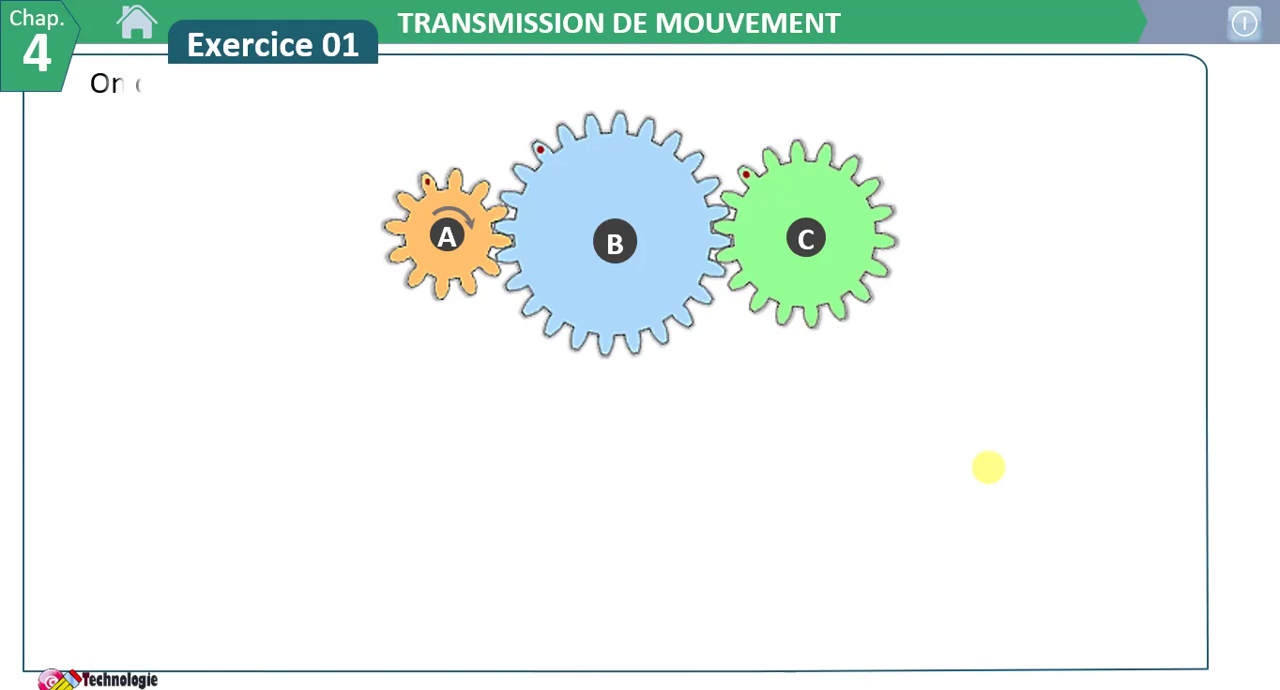 Chap.
4
TRANSMISSION DE MOUVEMENT
Exercice 01
On
A
B
C
Technologie